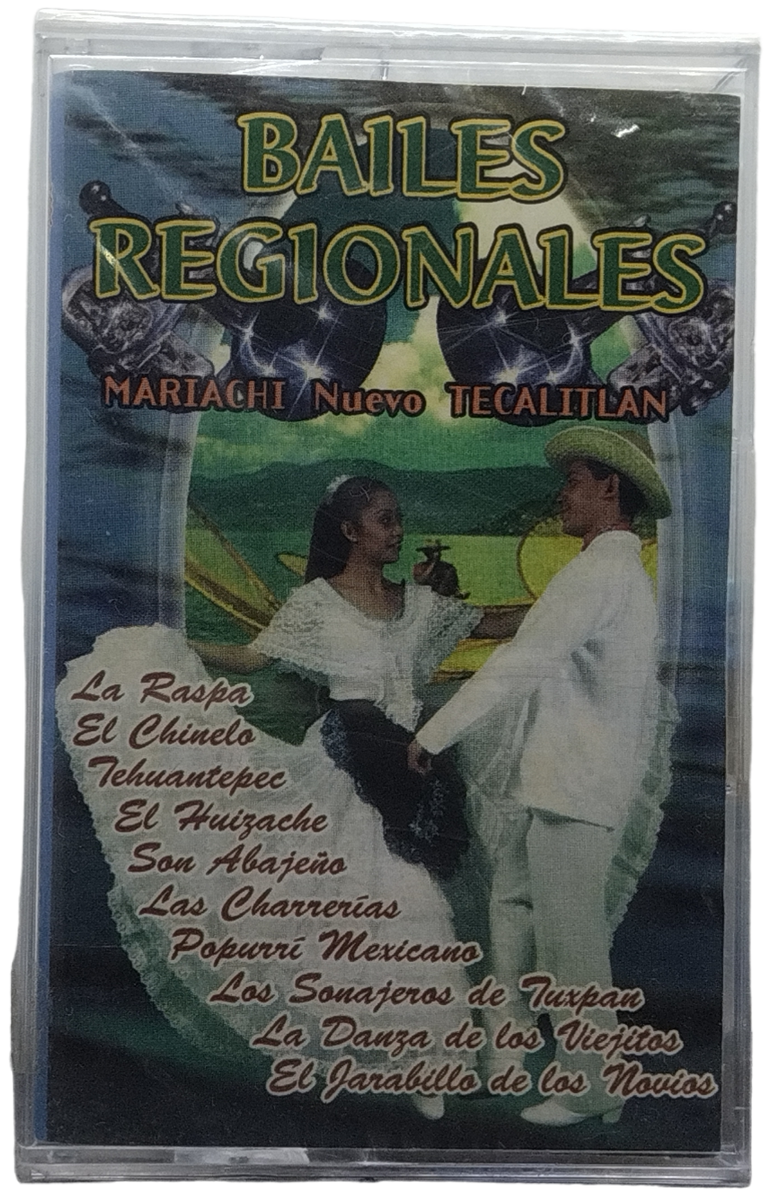 BAILES
REGIONALES
MARIACHI Nuevo TECALITLAN
La Raspa
El Chinelo
Tehuantepec
El Huizache
Son Abajeño
Las Charrerías
Popurrí Mexicano
Los Sonajeros de Tuxpan
La Danza de los Viejitos
El Jarabillo de los Novios